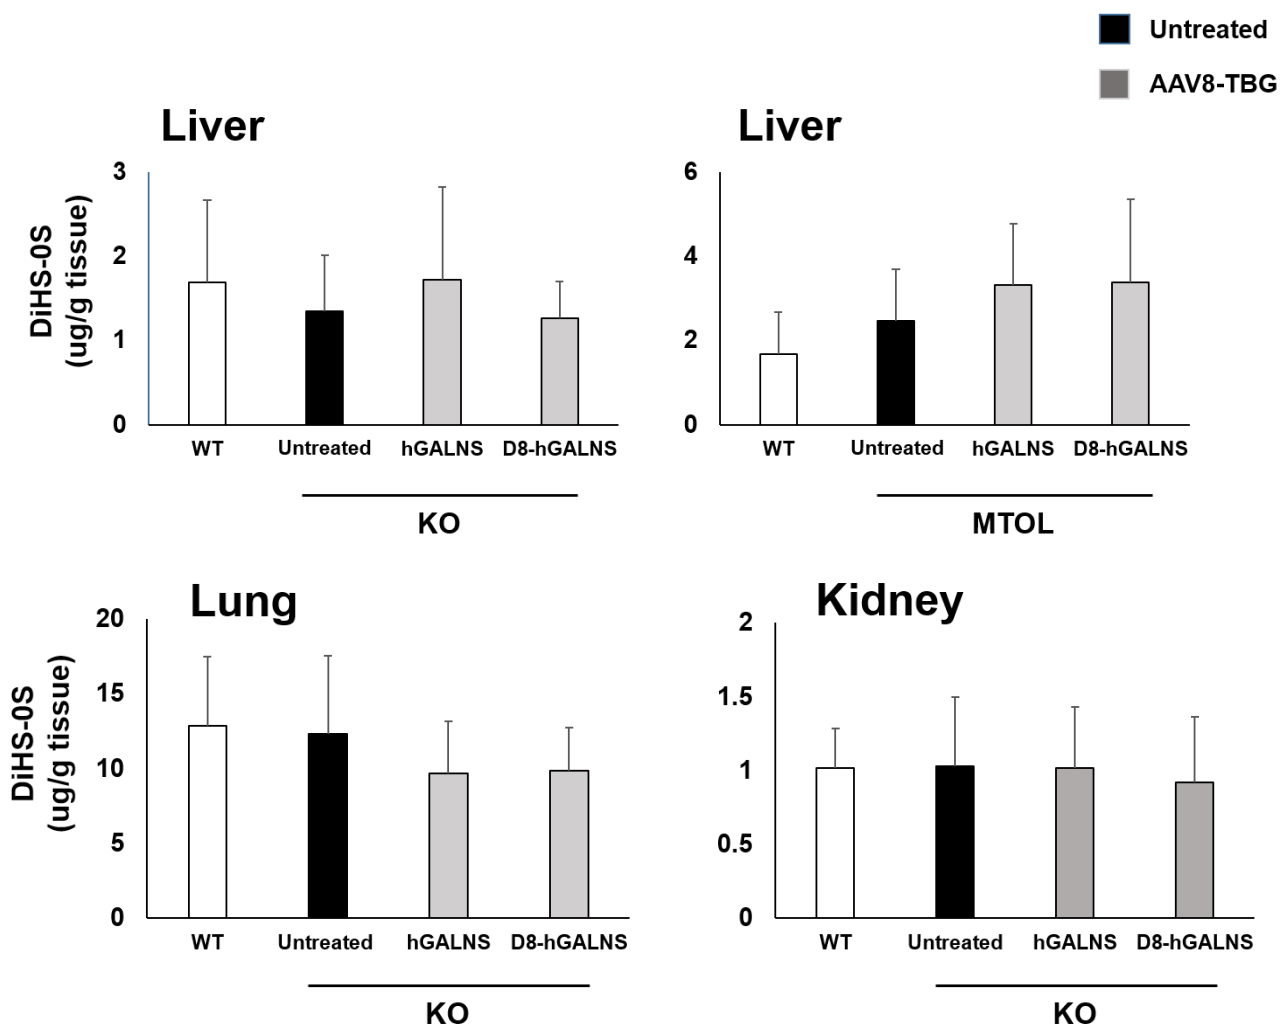 Untreated
AAV8-TBG
Liver
3
2
1
0
DiHS-0S
(ug/g tissue)
WT
Untreated
hGALNS
D8-hGALNS
KO
Liver
6
4
2
0
WT
Untreated
hGALNS
D8-hGALNS
MTOL
Lung
20
15
10
5
0
DiHS-0S
(ug/g tissue)
WT
Untreated
hGALNS
D8-hGALNS
KO
Kidney
2
1.5
1
0.5
0
WT
Untreated
hGALNS
D8-hGALNS
KO